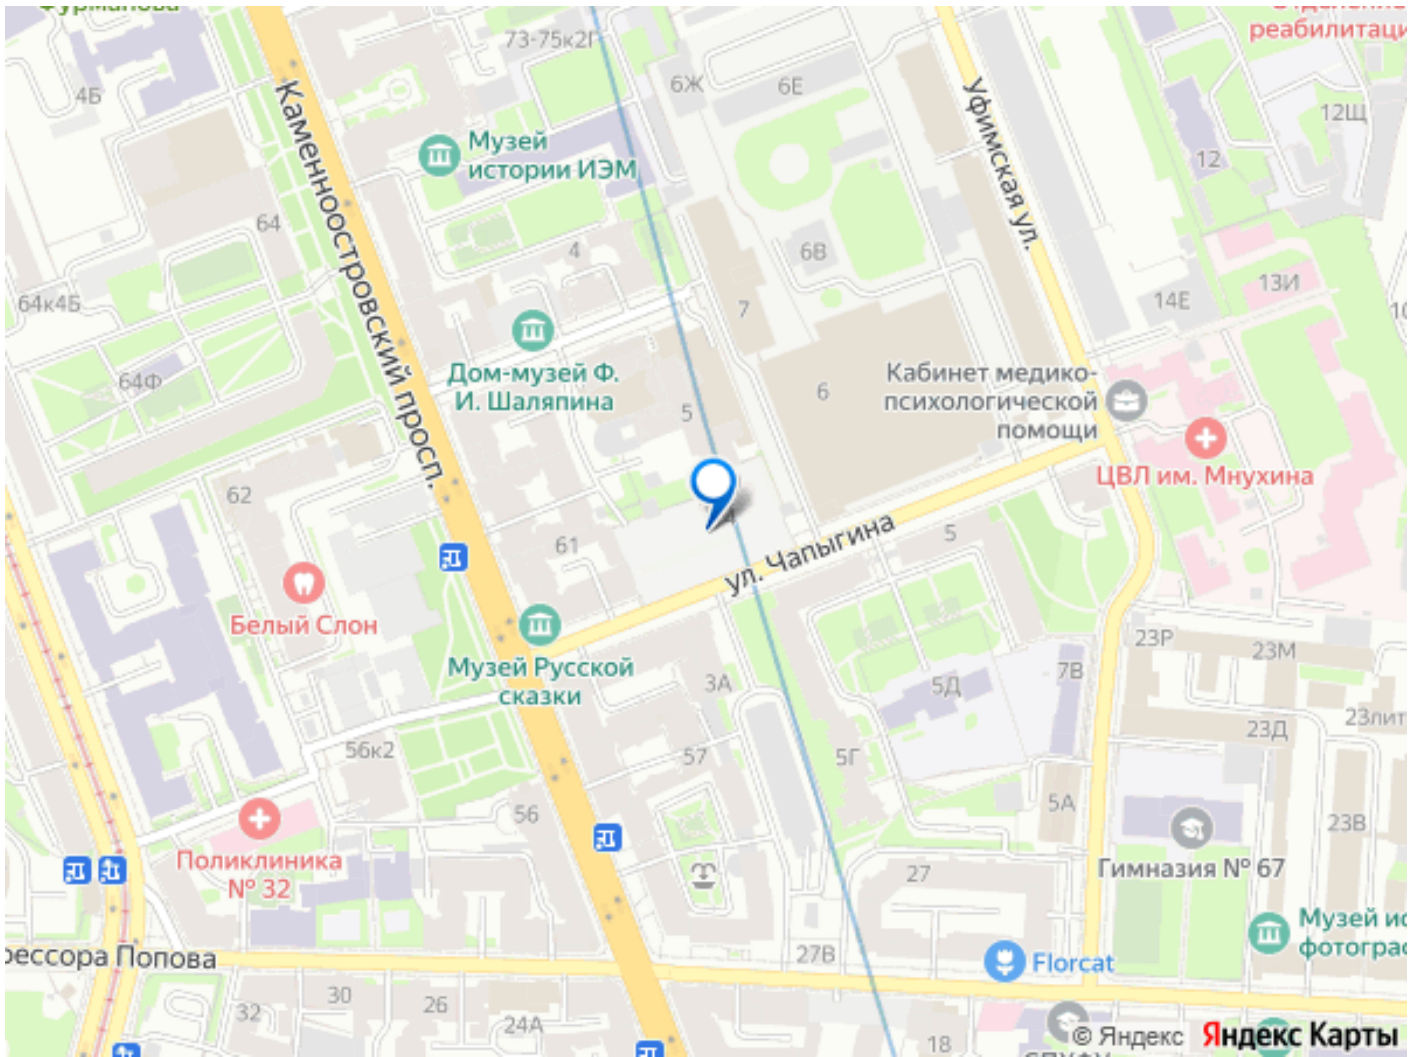 Фурманова
73-75к2Г
Отделение
реабилитаци
4Б
6Ж
6Е
Уфимская ул.
12Щ
Каменноостровский просп.
Музей
истории ИЭМ
12
64
4
6В
13И
64к4Б
7
14Е
Дом-музей Ф.
И. Шаляпина
64Ф
Кабинет медико-
психологической
помощи
6
5
ЦВЛ им. Мнухина
62
61
ул. Чапыгина
5
Белый Слон
Музей Русской
сказки
23Р
23М
3А
5Д
7В
23лит
23Д
56к2
57
5Г
5А
56
23В
Поликлиника
№ 32
Гимназия № 67
27
Музей ис
фотограф
рессора Попова
27В
Florcat
30
26
32
24А
18
© Яндекс
Яндекс Карты